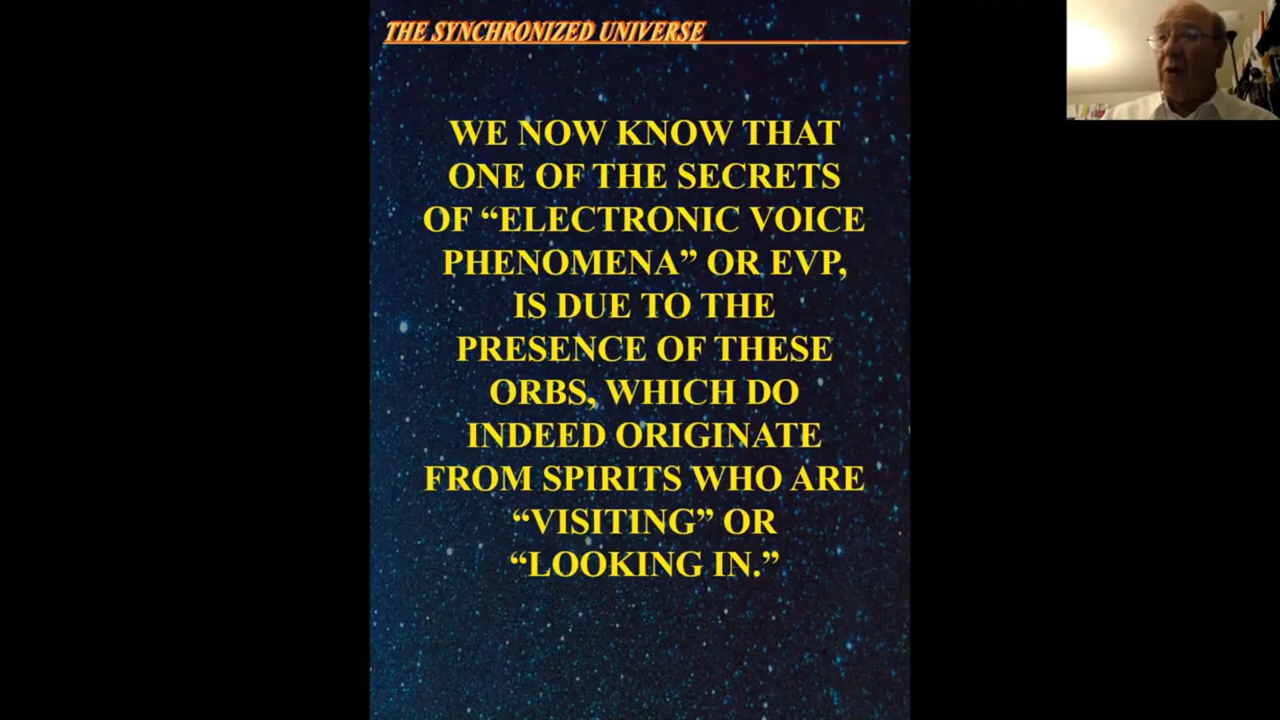 THE SYNCHRONIZED UNIVERSE
WE NOW KNOW THAT
ONE OF THE SECRETS
OF “ELECTRONIC VOICE
PHENOMENA” OR EVP,
IS DUE TO THE
PRESENCE OF THESE
ORBS, WHICH DO
INDEED ORIGINATE
FROM SPIRITS WHO ARE
“VISITING” OR
“LOOKING IN.”